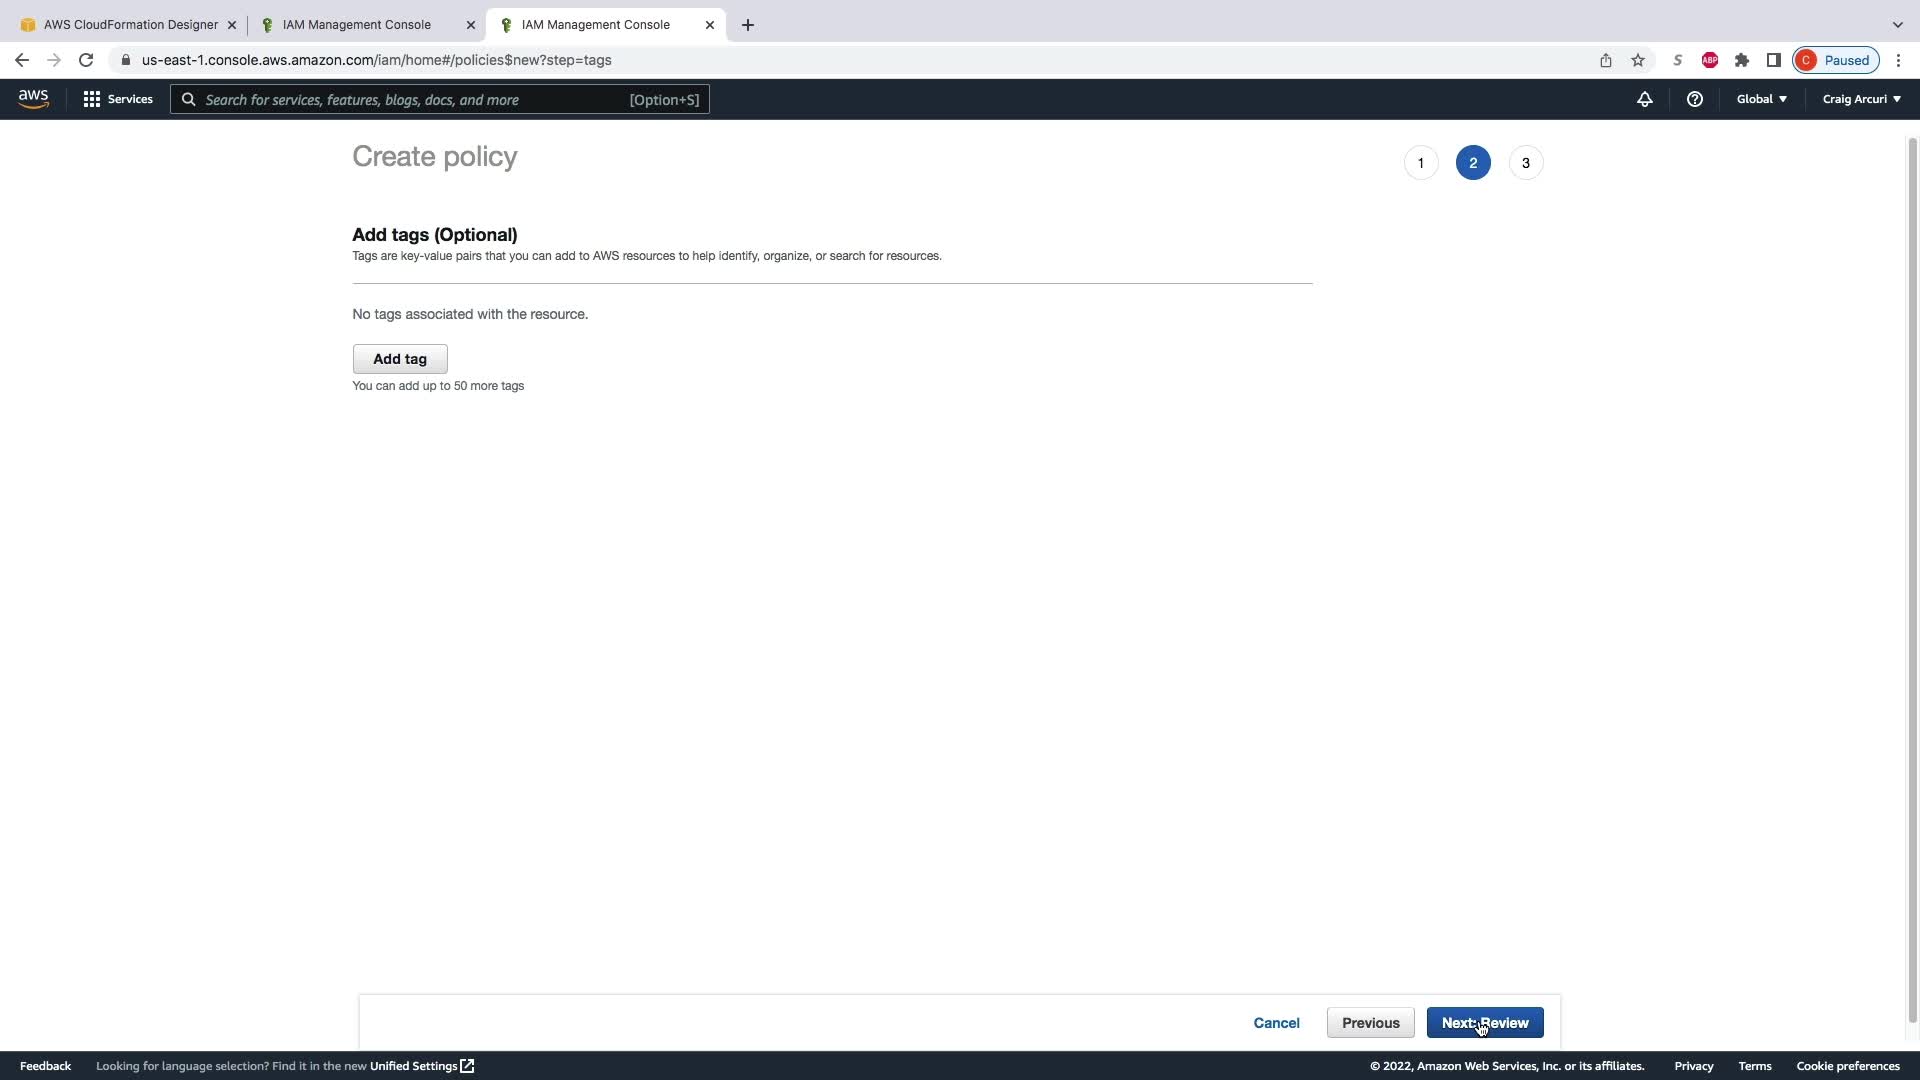 AWS CloudFormation Designer
IAM Management Console
IAM Management Console
us-east-1.console.aws.amazon.com/iam/home#/policies$new?step=tags
S
ABP
C
Paused
aws
Services
Search for services, features, blogs, docs, and more
[Option+S]
Global
Craig Arcuri
Create policy
1
2
3
Add tags (Optional)
Tags are key-value pairs that you can add to AWS resources to help identify, organize, or search for resources.
No tags associated with the resource.
Add tag
You can add up to 50 more tags
Cancel
Previous
Next: Review
Feedback
Looking for language selection? Find it in the new Unified Settings
© 2022, Amazon Web Services, Inc. or its affiliates.
Privacy
Terms
Cookie preferences